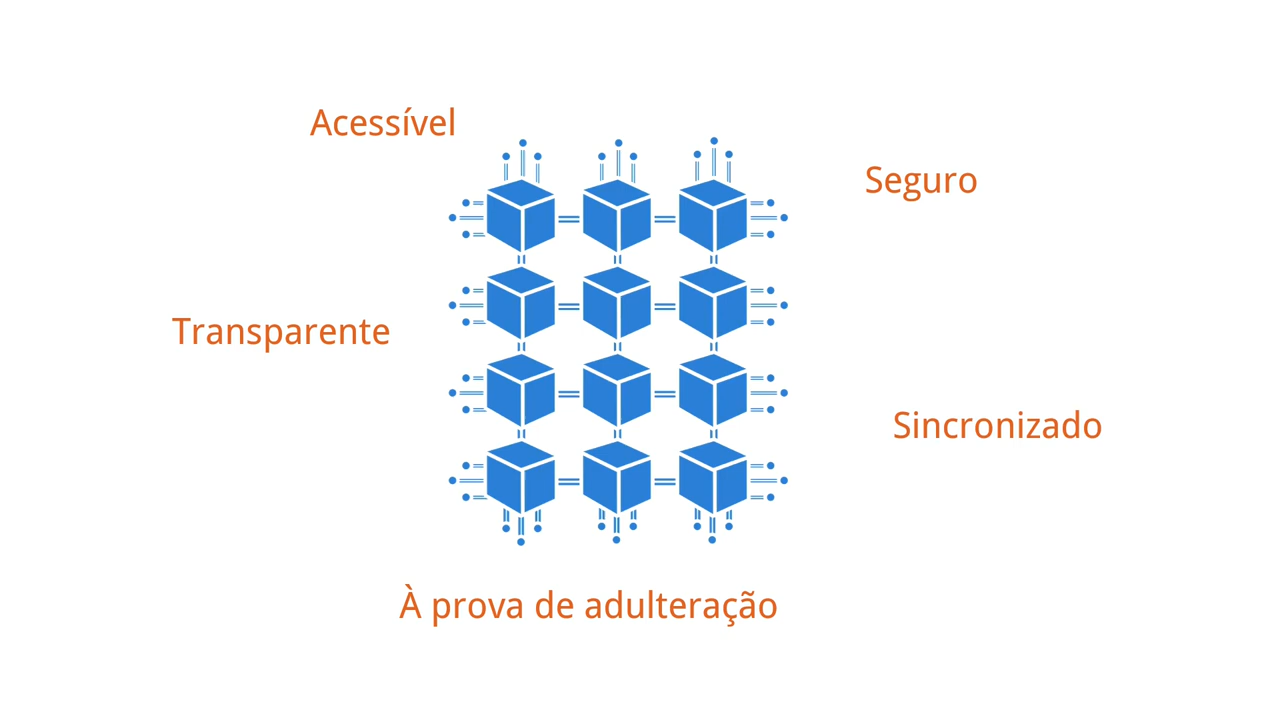 Acessível
Seguro
Transparente
Sincronizado
À prova de adulteração